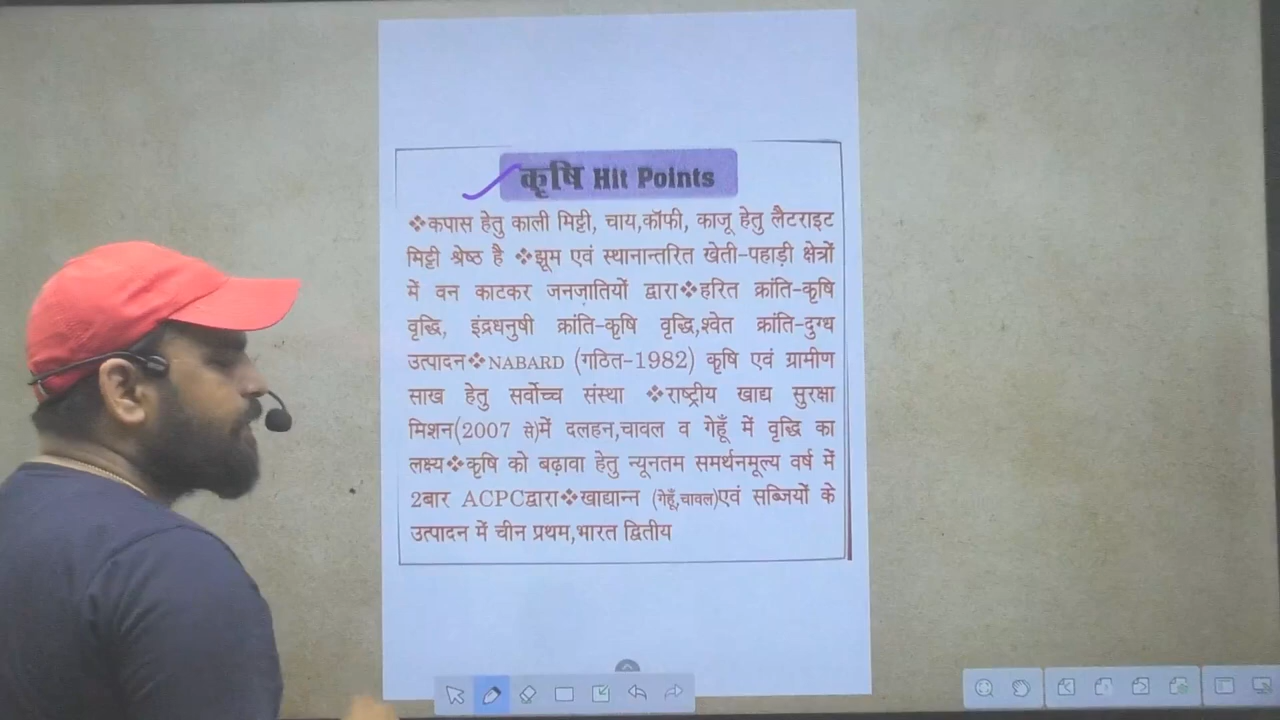 कृषि Hit Points
❖कपास हेतु काली मिट्टी, चाय,कॉफी, काजू हेतु लैटराइट
मिट्टी श्रेष्ठ है ❖झूम एवं स्थानान्तरित खेती-पहाड़ी क्षेत्रों
में वन काटकर जनजातियों द्वारा❖हरित क्रांति-कृषि
वृद्धि, इंद्रधनुषी क्रांति-कृषि वृद्धि,श्वेत क्रांति-दुग्ध
उत्पादन❖NABARD (गठित-1982) कृषि एवं ग्रामीण
साख हेतु सर्वोच्च संस्था ❖राष्ट्रीय खाद्य सुरक्षा
मिशन(2007 से)में दलहन,चावल व गेहूँ में वृद्धि का
लक्ष्य❖कृषि को बढ़ावा हेतु न्यूनतम समर्थनमूल्य वर्ष में
2बार ACPCद्वारा❖खाद्यान्न (गेहूँ,चावल)एवं सब्जियों के
उत्पादन में चीन प्रथम,भारत द्वितीय